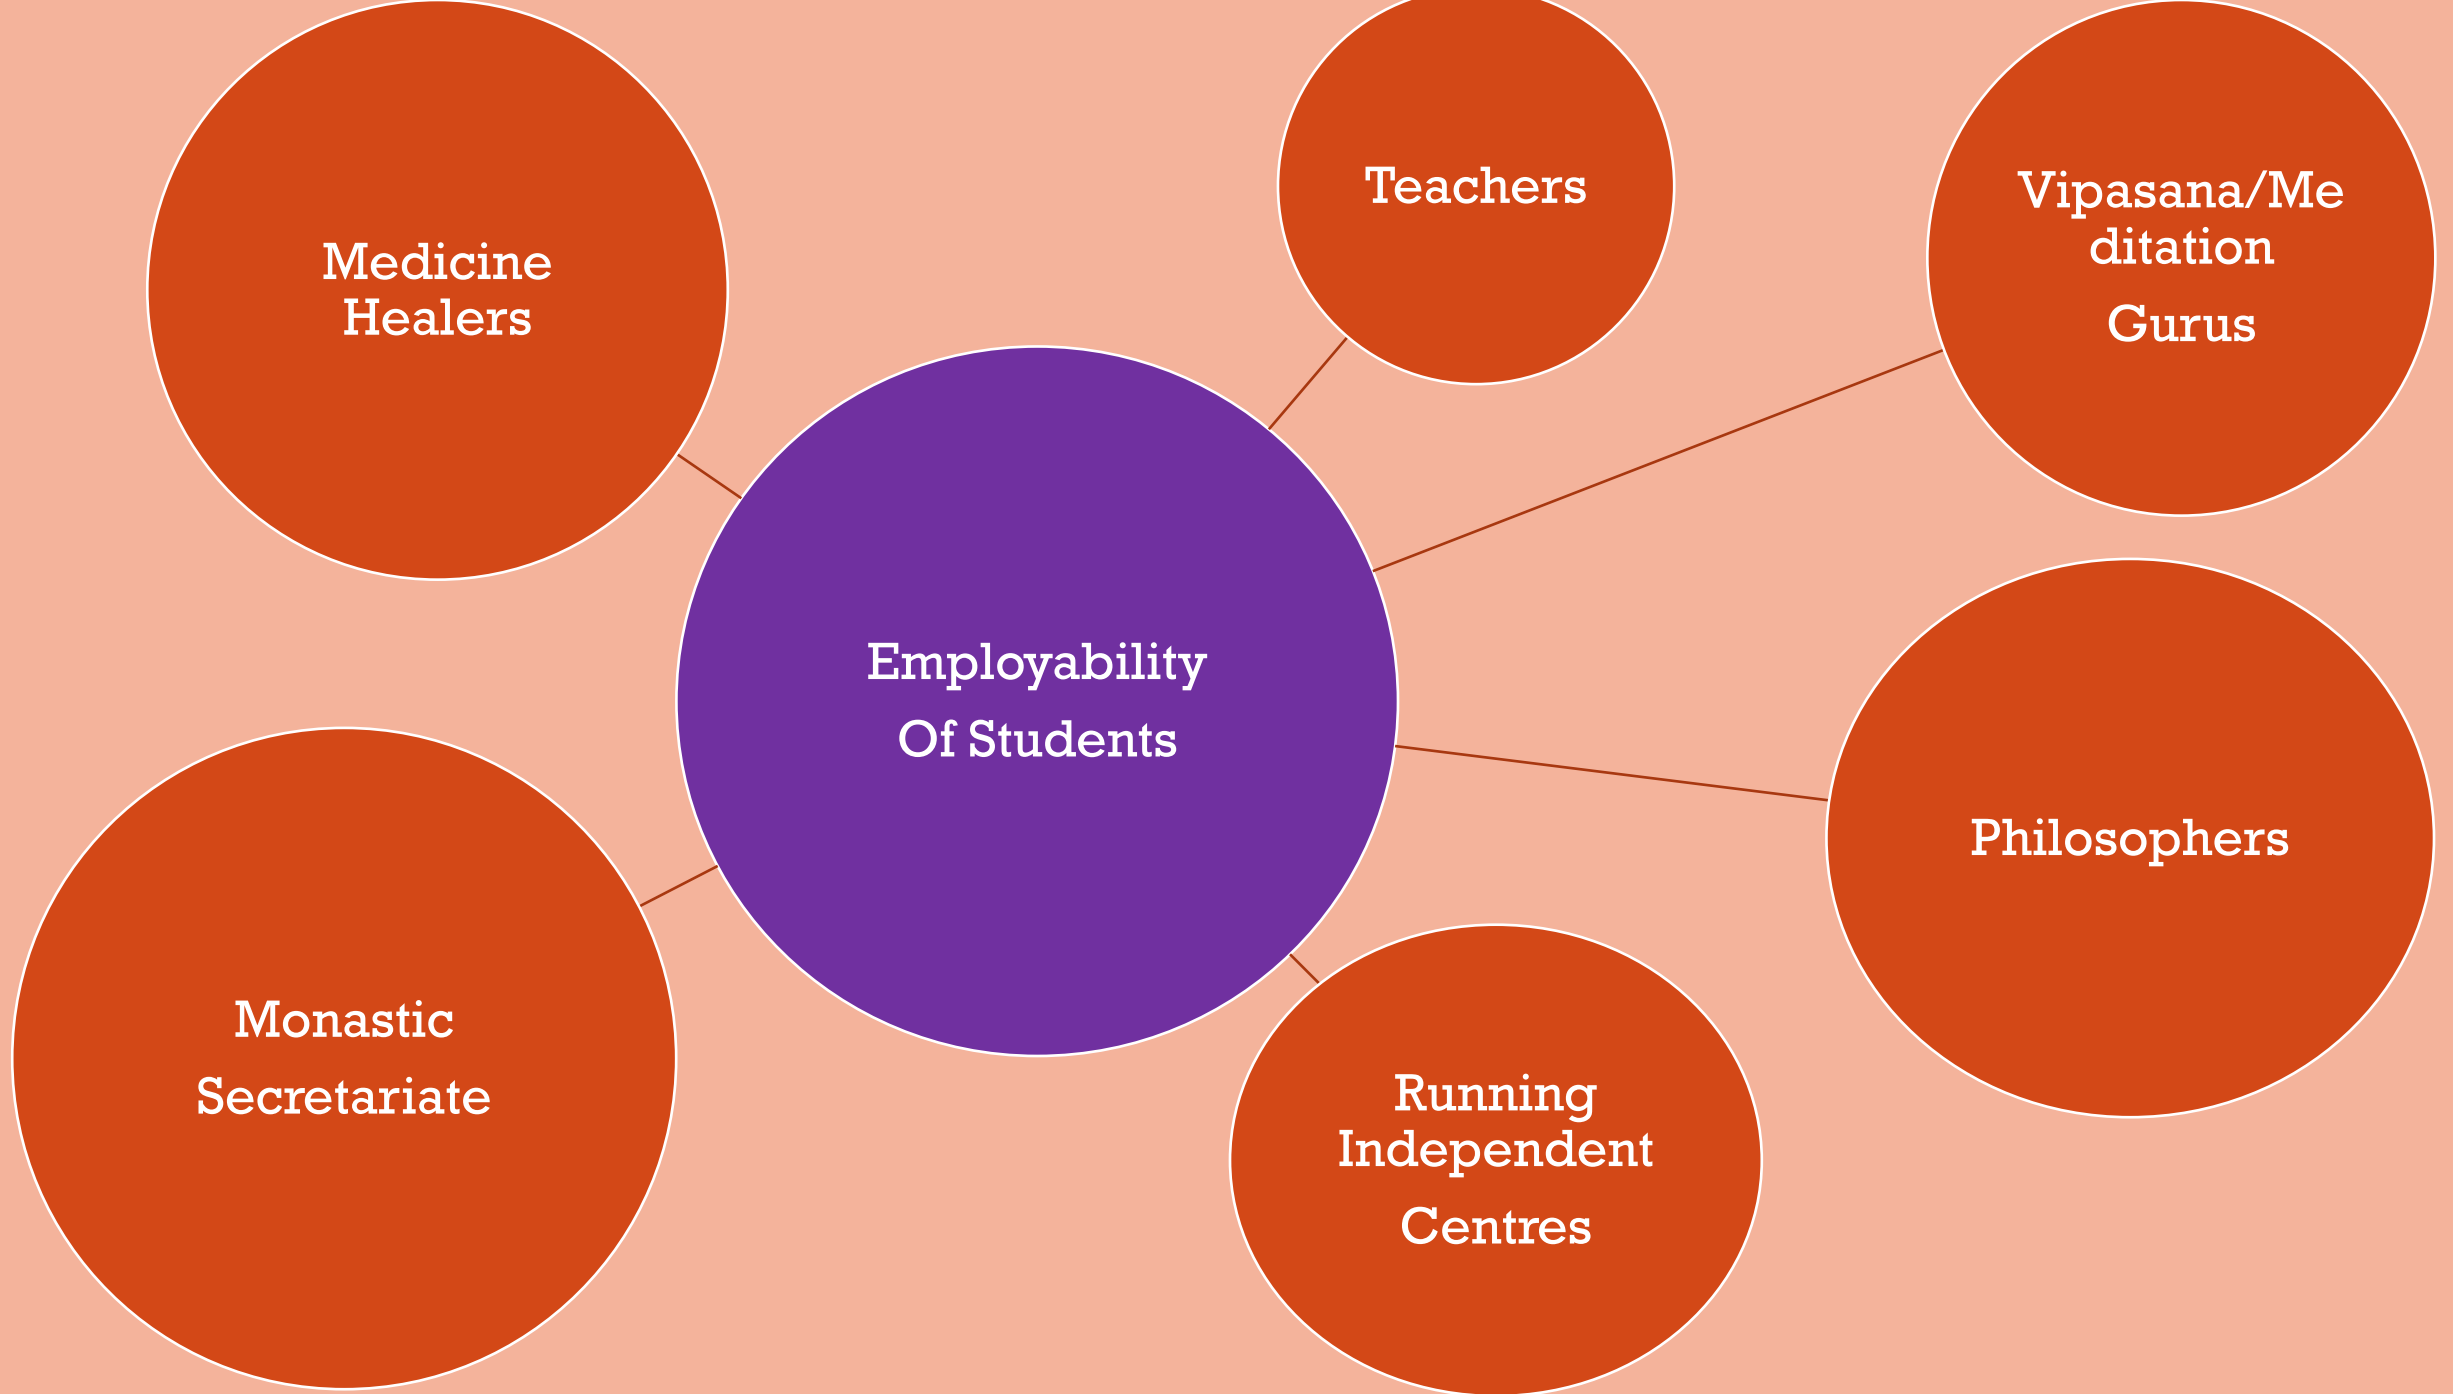 Medicine
Healers
Teachers
Vipasana/Me
ditation
Gurus
Employability
Of Students
Philosophers
Monastic
Secretariate
Running
Independent
Centres